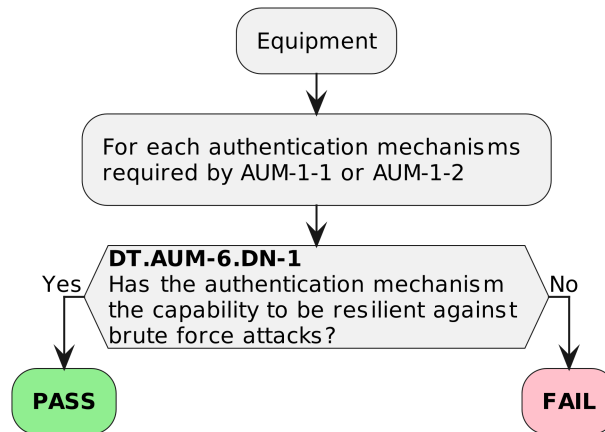 Equipment
For each authentication mechanisms
required by AUM-1-1 or AUM-1-2
DT.AUM-6.DN-1
Has the authentication mechanism
the capability to be resilient against
brute force attacks?
Yes
No
PASS
FAIL